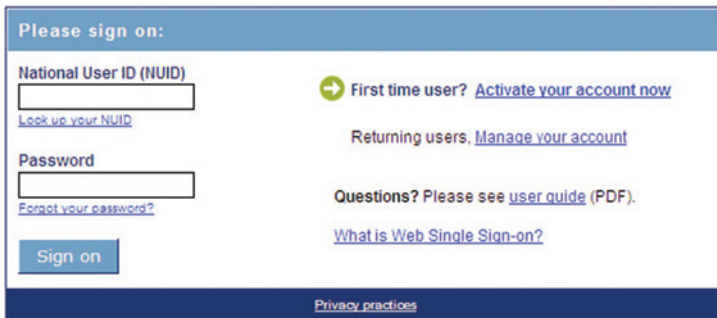 Please sign on:
National User ID (NUID)
Look up your NUID
Password
Forgot your password?
Sign on
First time user? Activate your account now
Returning users, Manage your account
Questions? Please see user guide (PDF).
What is Web Single Sign-on?
Privacy practices